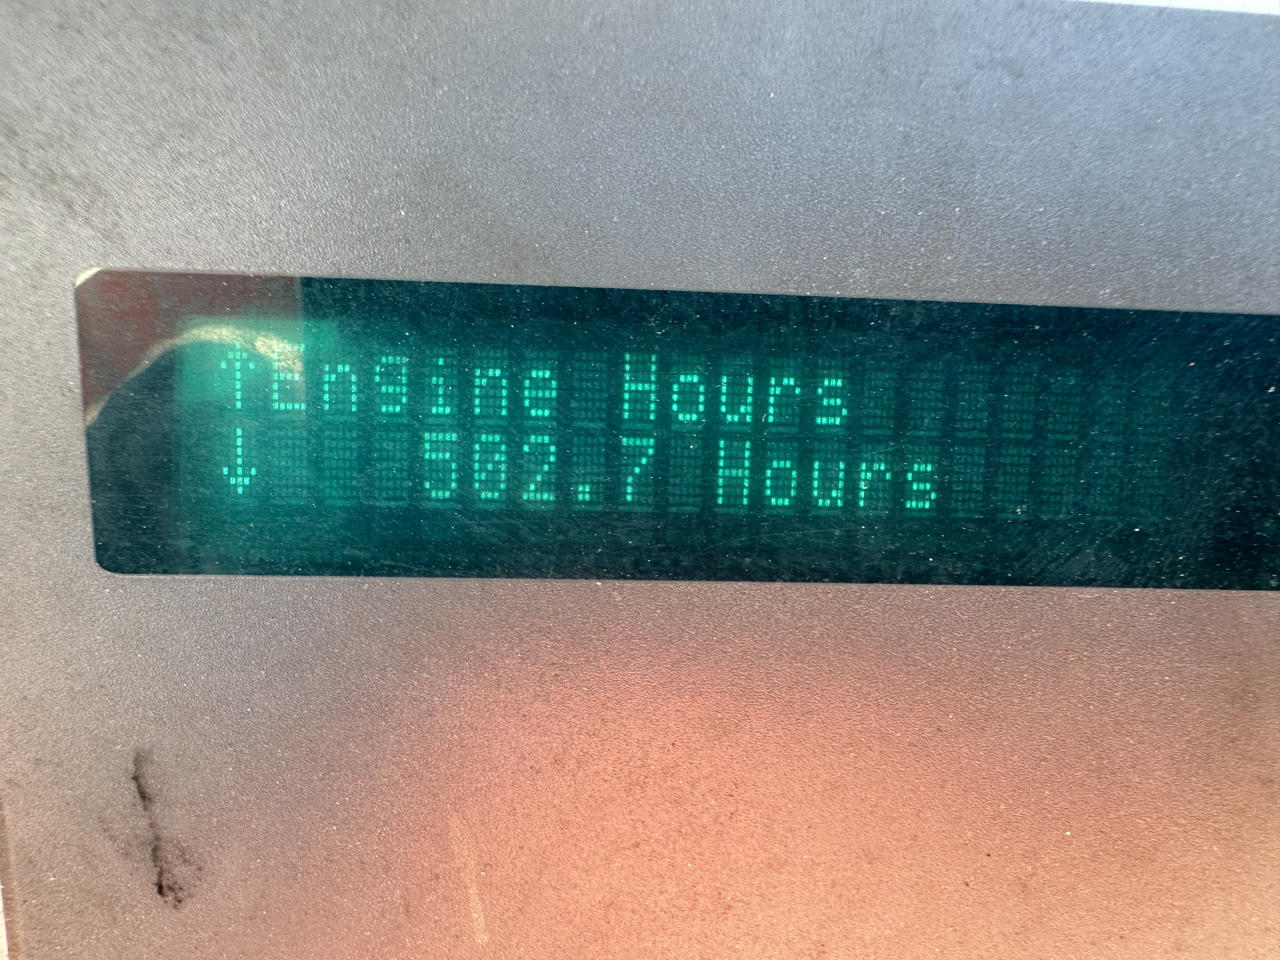 ↑Engine Hours
↓ 502.7 Hours